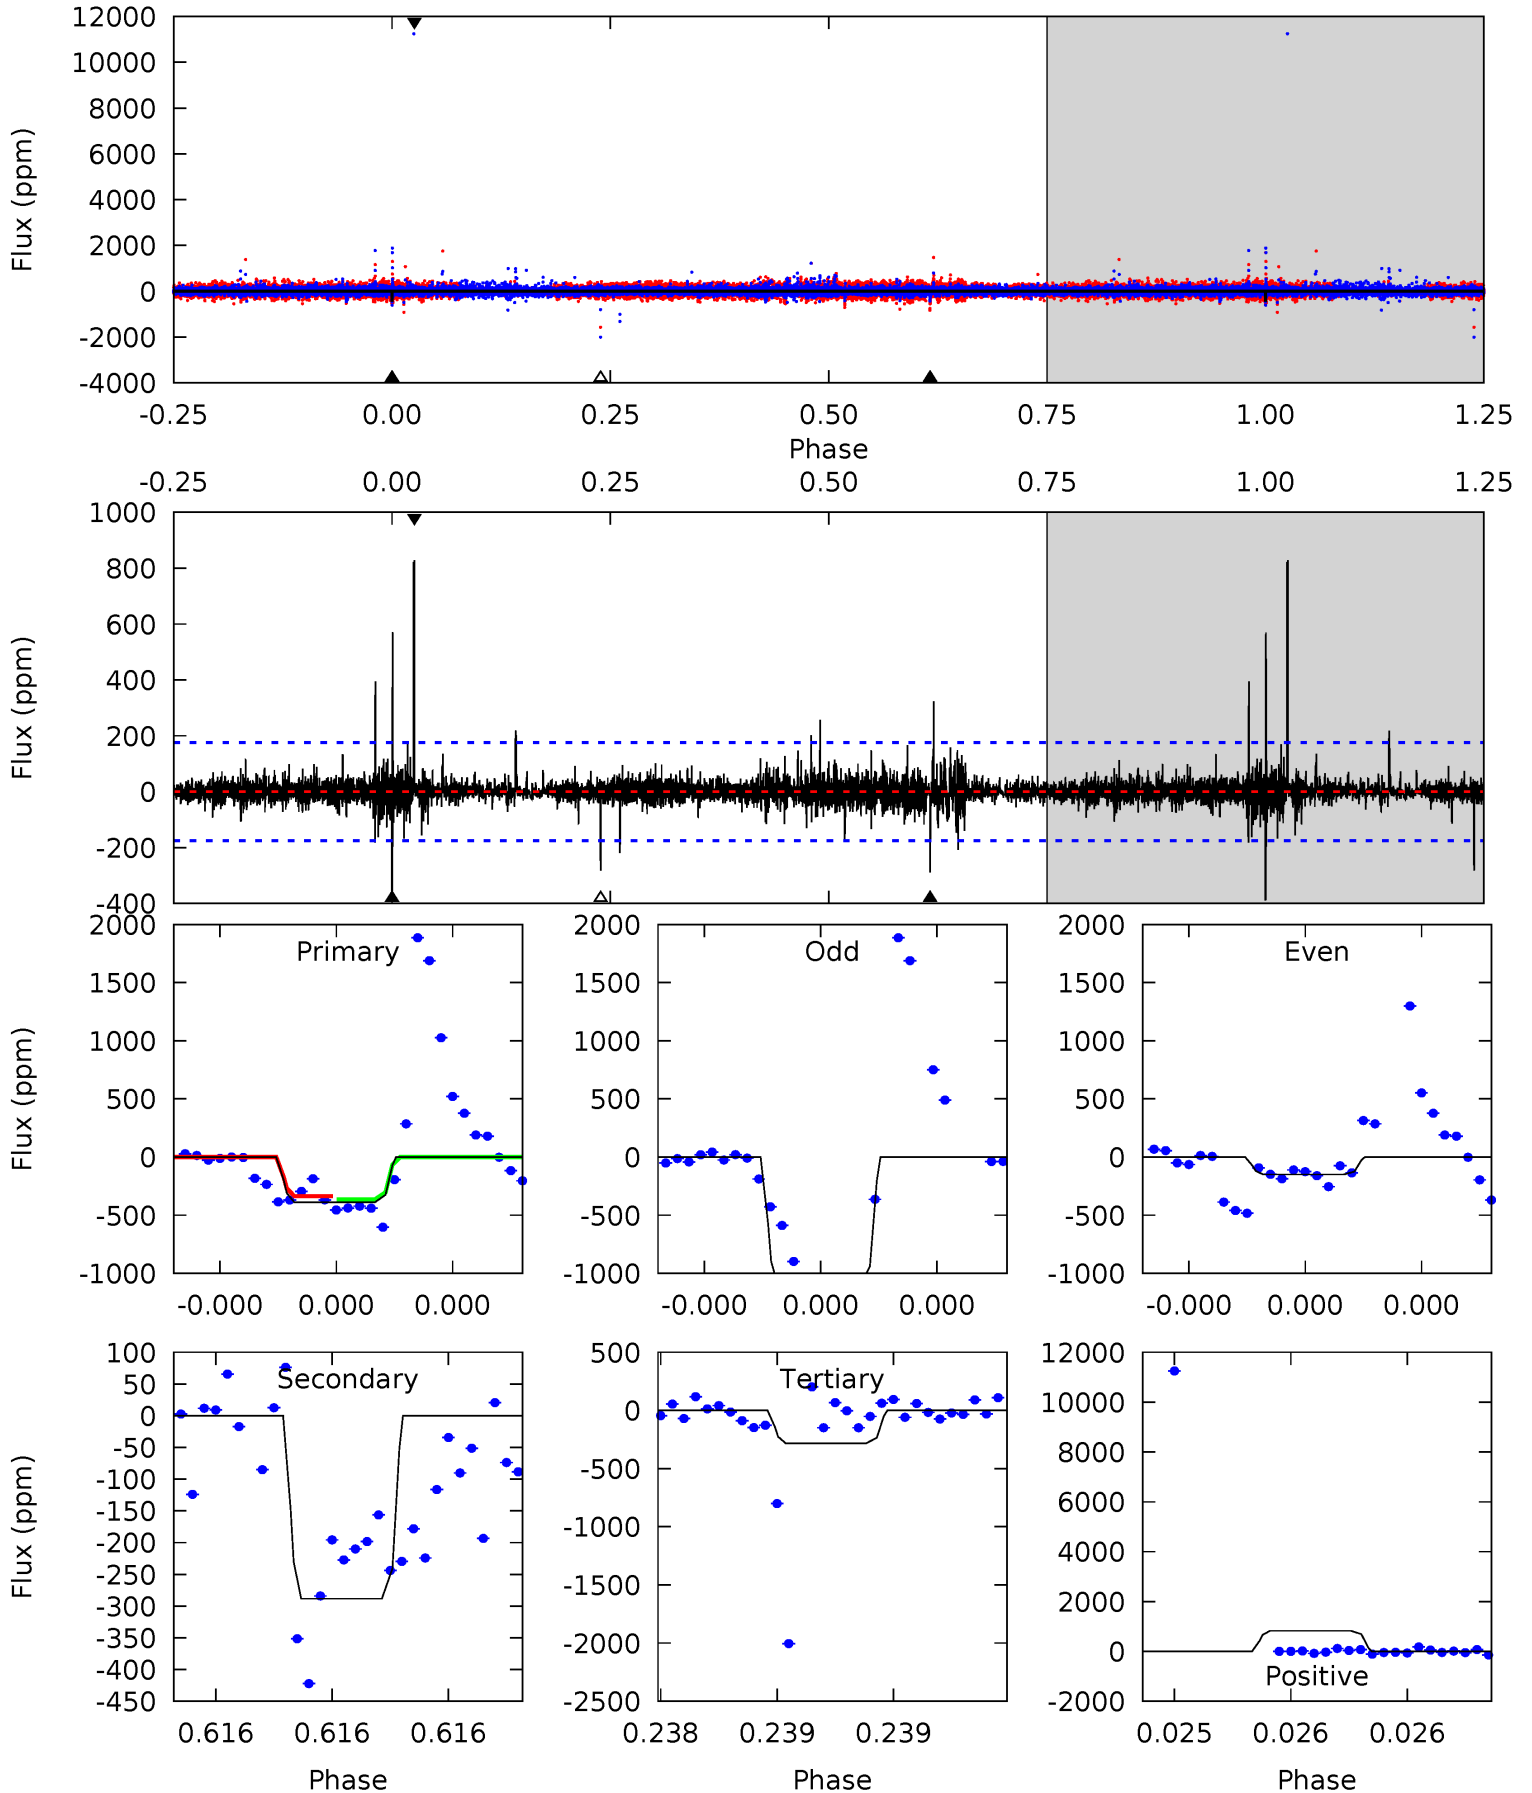 12000
10000
8000
6000
4000
2000
0
-2000
-4000
Flux (ppm)
-0.25 0.00 0.25 0.50 0.75 1.00 1.25
Phase
-0.25 0.00 0.25 0.50 0.75 1.00 1.25
1000
800
600
400
200
0
-200
-400
Flux (ppm)
2000
1500
1000
500
0
-500
-1000
Flux (ppm)
Primary
-0.000 0.000 0.000
2000
1500
1000
500
0
-500
-1000
Odd
-0.000 0.000 0.000
2000
1500
1000
500
0
-500
-1000
Even
-0.000 0.000 0.000
100
50
0
-50
-100
-150
-200
-250
-300
-350
-400
-450
Flux (ppm)
Secondary
0.616 0.616 0.616
Phase
500
0
-500
-1000
-1500
-2000
-2500
Tertiary
0.238 0.239 0.239
Phase
12000
10000
8000
6000
4000
2000
0
-2000
Positive
0.025 0.026 0.026
Phase